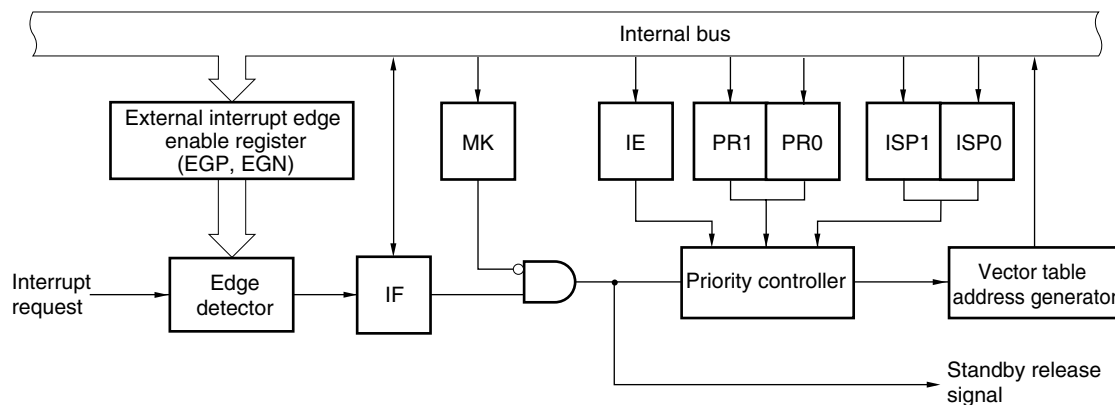 Internal bus
External interrupt edge
enable register
(EGP, EGN)
MK
IE
PR1
PR0
ISP1
ISP0
Interrupt
request
Edge
detector
IF
Priority controller
Vector table
address generator
Standby release
signal